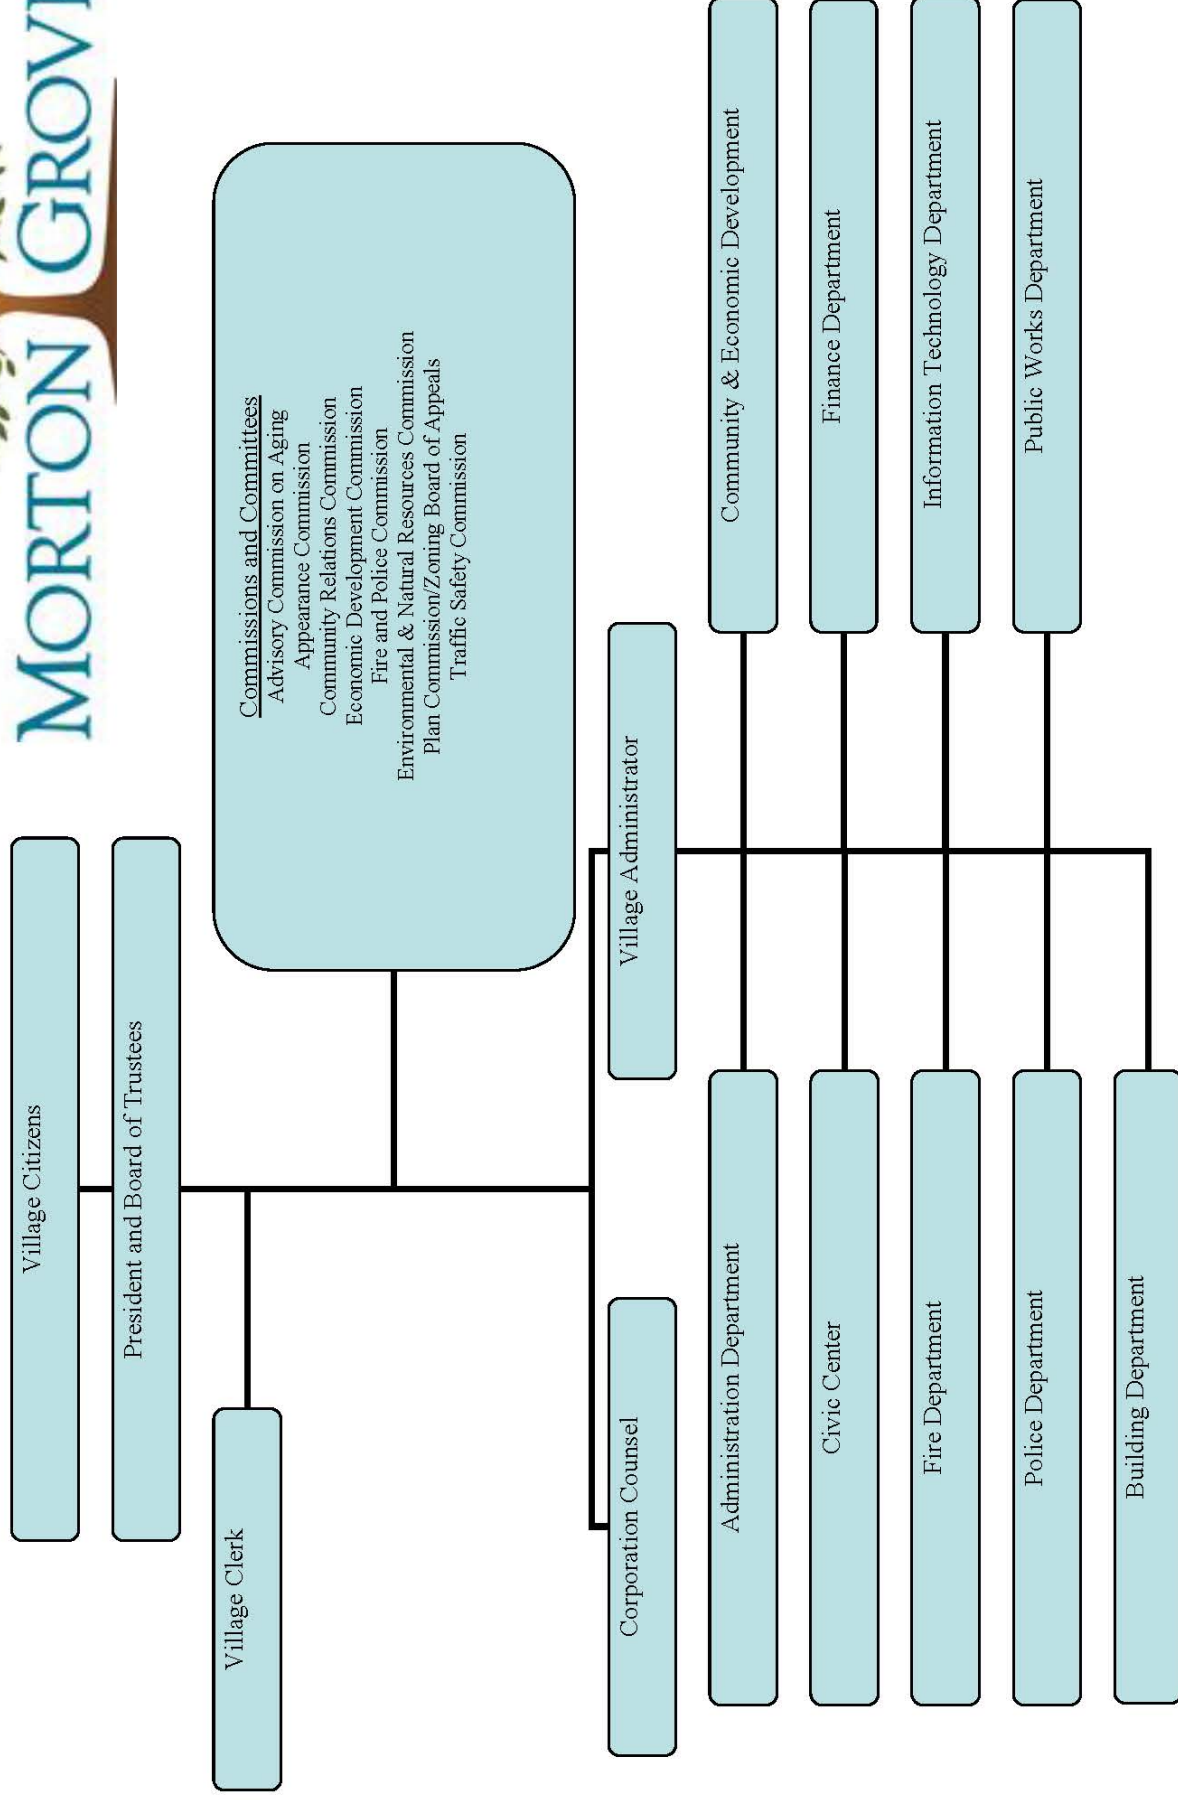 MORTON GROV
Village Citizens
President and Board of Trustees
Village Clerk
Commissions and Committees
Advisory Commission on Aging
Appearance Commission
Community Relations Commission
Economic Development Commission
Fire and Police Commission
Environmental & Natural Resources Commission
Plan Commission/Zoning Board of Appeals
Traffic Safety Commission
Corporation Counsel
Village Administrator
Administration Department
Community & Economic Development
Civic Center
Finance Department
Fire Department
Information Technology Department
Police Department
Public Works Department
Building Department